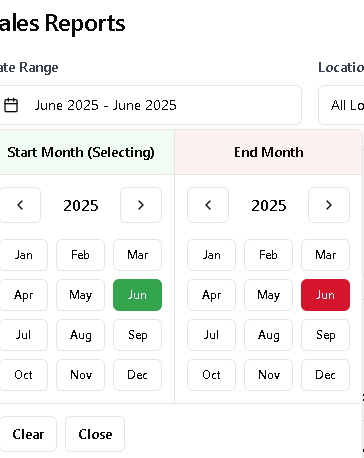 ales Reports
ate Range
Locatio
June 2025 - June 2025
All Lo
Start Month (Selecting)
End Month
2025
2025
Jan Feb Mar
Jan Feb Mar
Apr May Jun
Apr May Jun
Jul Aug Sep
Jul Aug Sep
Oct Nov Dec
Oct Nov Dec
Clear
Close